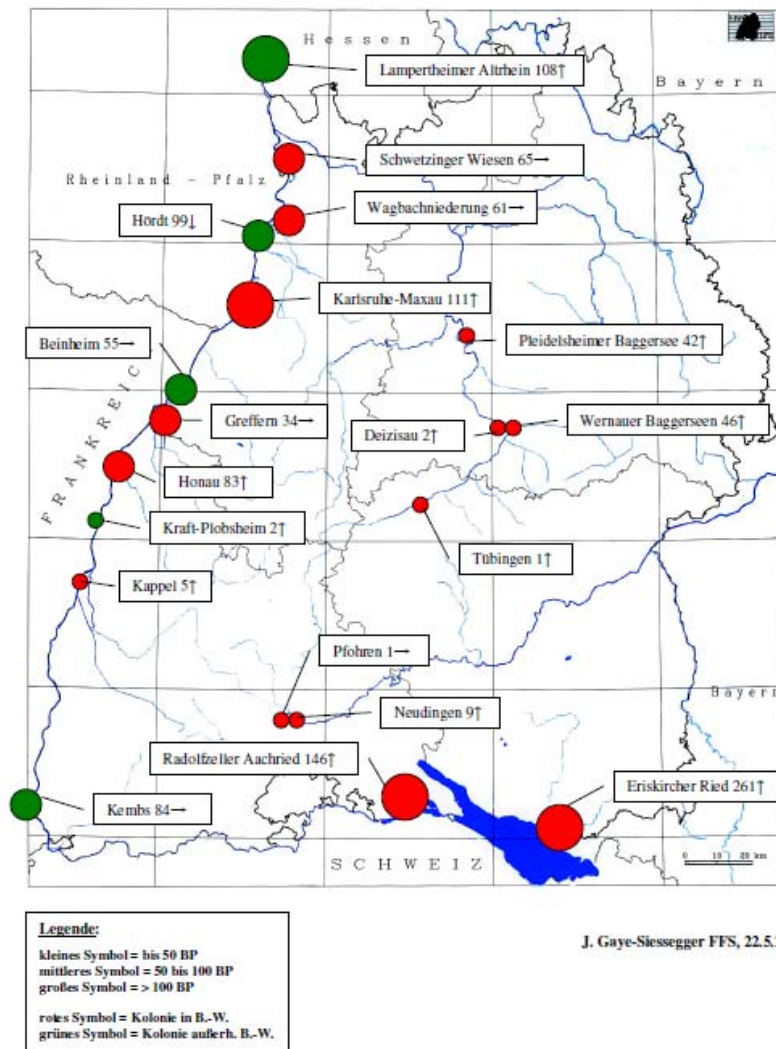 Hessen
Lampertheimer Altrhein 108↑
Bayern
Schwetzinger Wiesen 65→
Rheinland - Pfalz
Wagbachniederung 61→
Hördt 99↓
Karlsruhe-Maxau 111↑
Beinheim 55→
Pleidelsheimer Baggersee 42↑
FRANKREIC
Greffern 34→
Deizisau 2↑
Wernauer Baggerseen 46↑
Honau 83↑
Kraft-Plobsheim 2↑
Tübingen 1↑
Kappel 5↑
Pfohren 1→
Bayern
Neudingen 9↑
Radolfzeller Aachried 146↑
Eriskircher Ried 261↑
Kembs 84→
SCHWEIZ
0 10 20 km
Legende:
kleines Symbol = bis 50 BP
mittleres Symbol = 50 bis 100 BP
großes Symbol = > 100 BP
rotes Symbol = Kolonie in B.-W.
grünes Symbol = Kolonie außerh. B.-W.
J. Gaye-Siessegger FFS, 22.5.